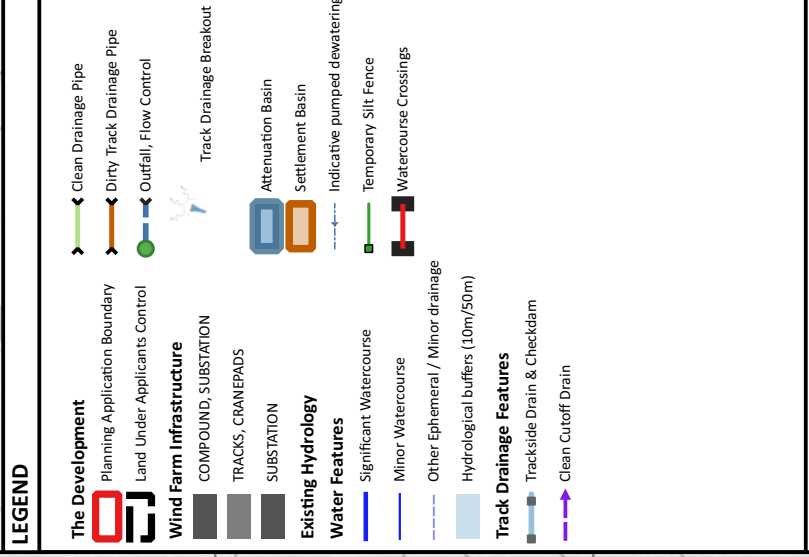 LEGEND
The Development
Planning Application Boundary
Land Under Applicants Control
Wind Farm Infrastructure
COMPOUND, SUBSTATION
TRACKS, CRANEPADS
SUBSTATION
Existing Hydrology
Water Features
Significant Watercourse
Minor Watercourse
Other Ephemeral / Minor drainage
Hydrological buffers (10m/50m)
Track Drainage Features
Trackside Drain & Checkdam
Clean Cutoff Drain
Clean Drainage Pipe
Dirty Track Drainage Pipe
Outfall, Flow Control
Track Drainage Breakout
Attenuation Basin
Settlement Basin
Indicative pumped dewatering
Temporary Silt Fence
Watercourse Crossings